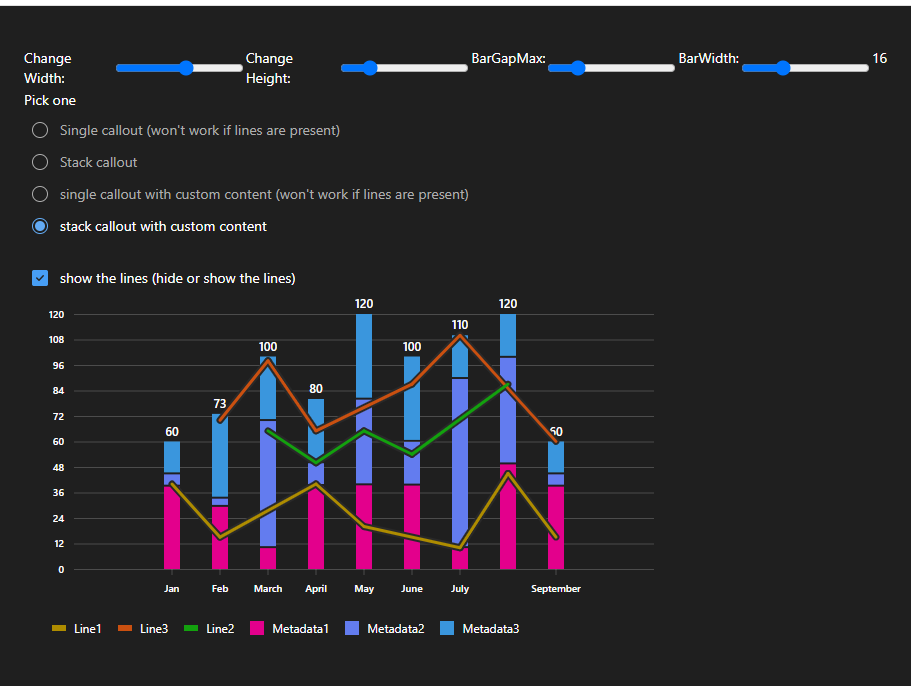 Change Width: Change Height: BarGapMax: BarWidth: 16
Pick one
Single callout (won't work if lines are present)
Stack callout
single callout with custom content (won't work if lines are present)
stack callout with custom content
show the lines (hide or show the lines)
120 120
120
110
108
100 100
96
80
84
73
72
60 60
60
48
36
24
12
0
Jan Feb March April May June July September
Line1 Line3 Line2 Metadata1 Metadata2 Metadata3